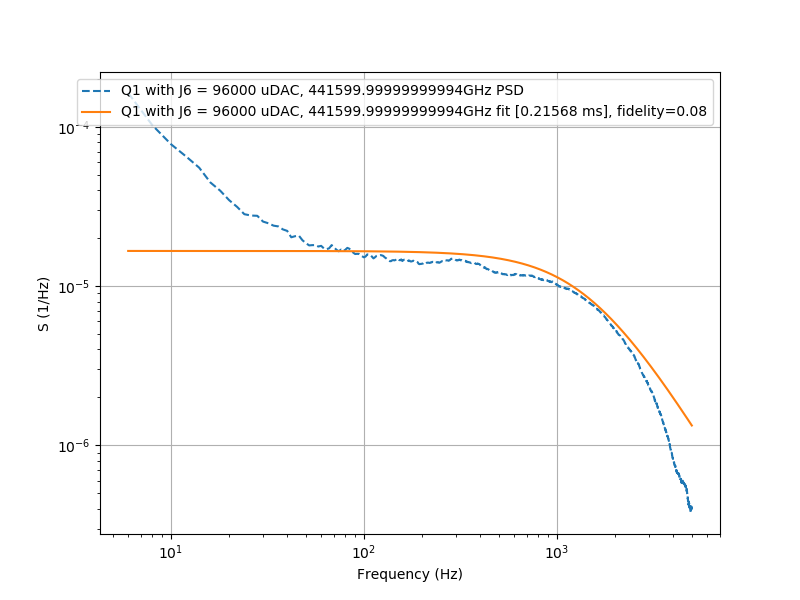 Q1 with J6 = 96000 uDAC, 441599.99999999994GHz PSD
Q1 with J6 = 96000 uDAC, 441599.99999999994GHz fit [0.21568 ms], fidelity=0.08
10⁻⁴
10⁻⁵
10⁻⁶
S (1/Hz)
10¹ 10² 10³
Frequency (Hz)